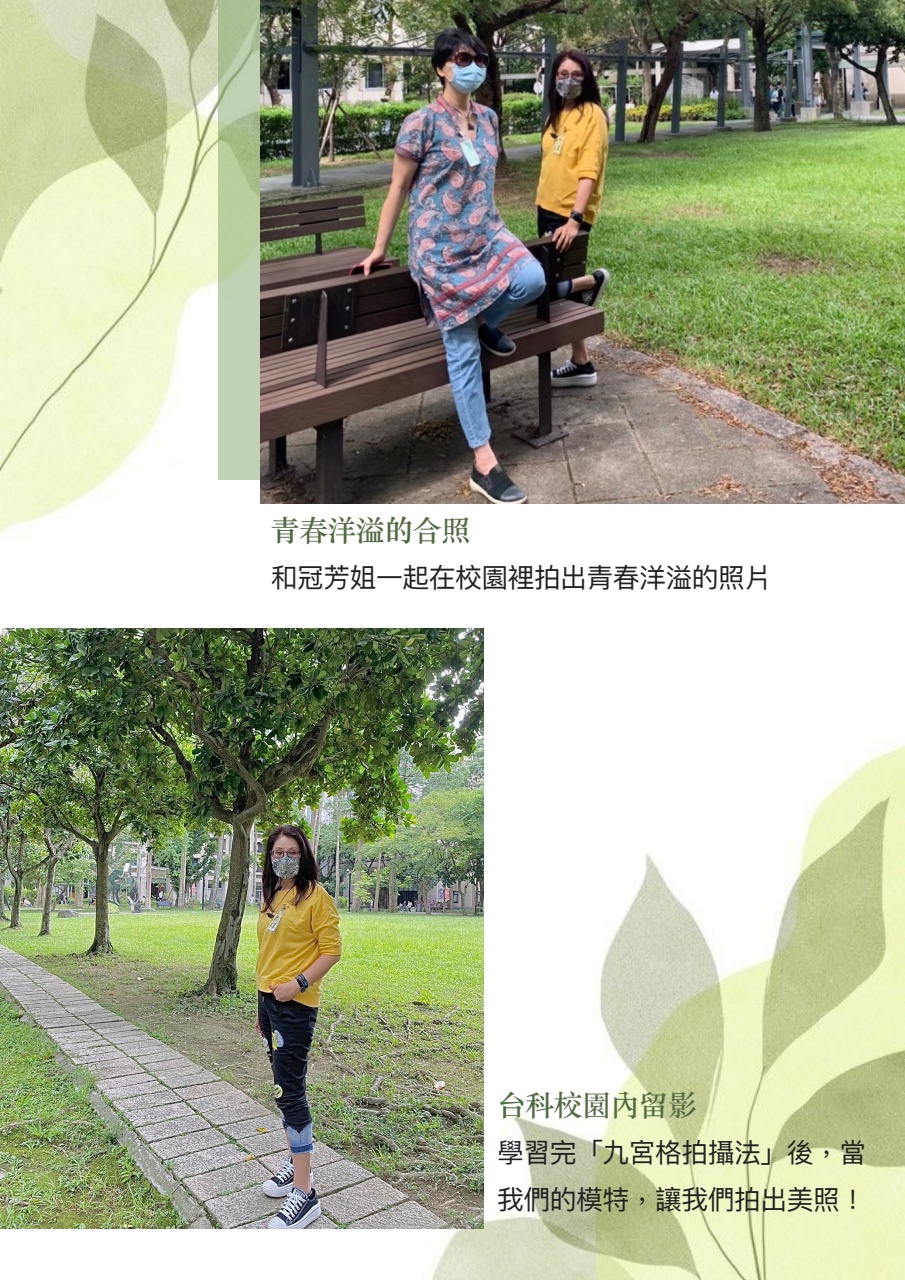 青春洋溢的合照
和冠芳姐一起在校園裡拍出青春洋溢的照片
台科校園內留影
學習完「九宮格拍攝法」後，當
我們的模特，讓我們拍出美照！